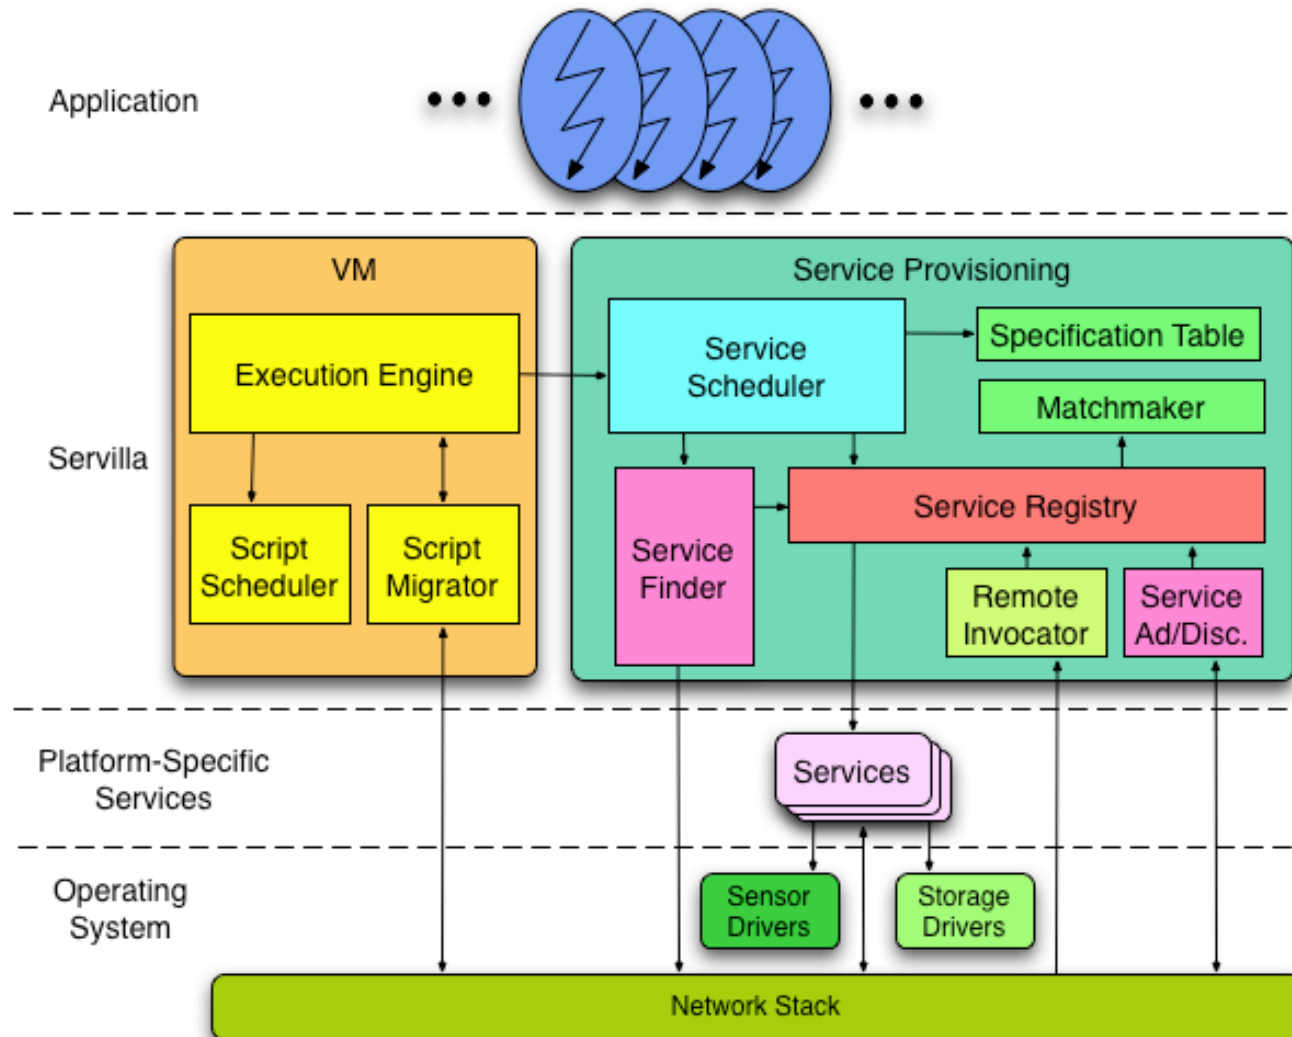 Application
VM
Service Provisioning
Execution Engine
Service
Scheduler
Specification Table
Matchmaker
Servilla
Script
Scheduler
Script
Migrator
Service
Finder
Service Registry
Remote
Invocator
Service
Ad/Disc.
Platform-Specific
Services
Services
Operating
System
Sensor
Drivers
Storage
Drivers
Network Stack